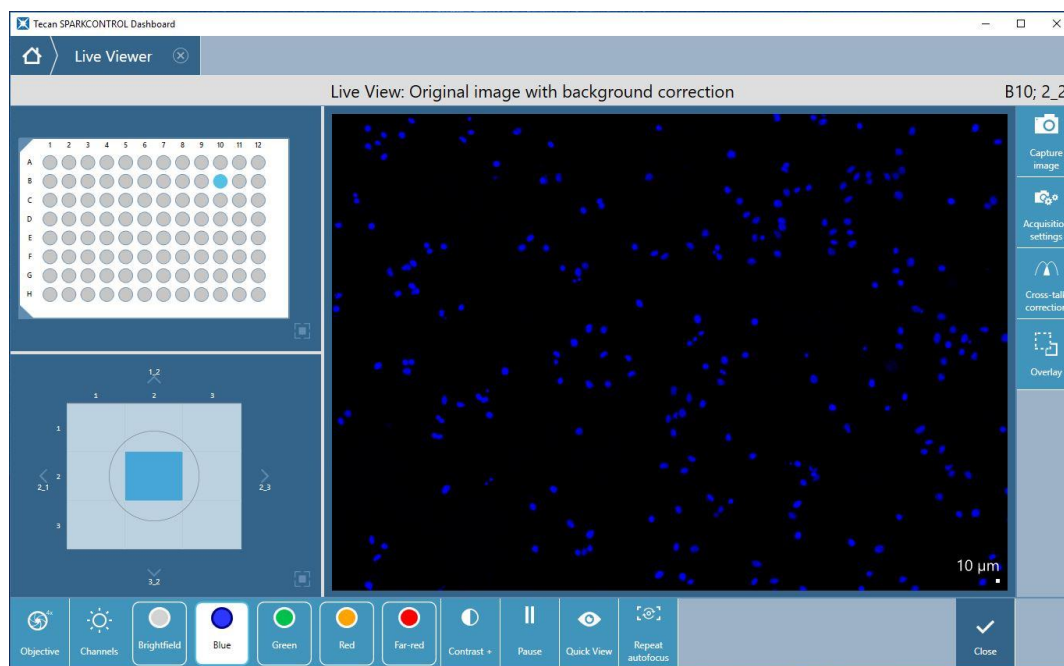 Tecan SPARKCONTROL Dashboard
Live Viewer
Live View: Original image with background correction
B10; 2_2
1 2 3 4 5 6 7 8 9 10 11 12
A
B
C
D
E
F
G
H
1_2
1 2 3
1
2
3
2_1
2_3
3_2
10 µm
Capture
image
Acquisition
settings
Cross-talk
correction
Overlay
4x
Objective
Channels
Brightfield
Blue
Green
Red
Far-red
Contrast +
Pause
Quick View
Repeat
autofocus
Close